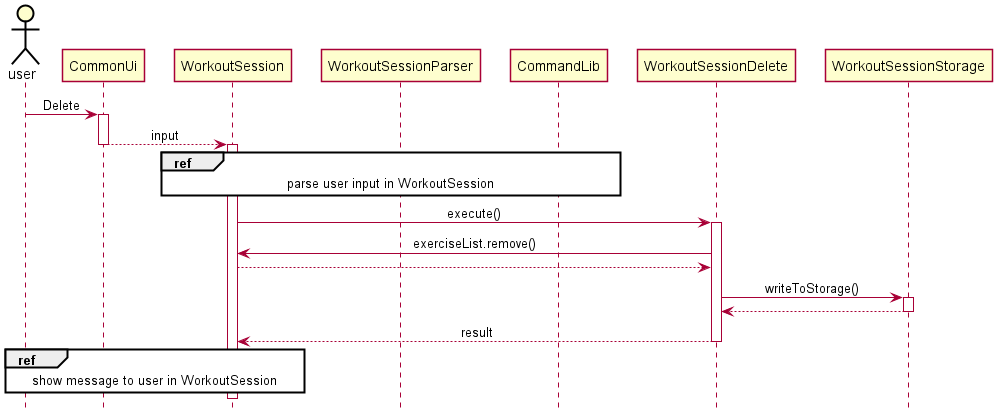 user
CommonUi
WorkoutSession
WorkoutSessionParser
CommandLib
WorkoutSessionDelete
WorkoutSessionStorage
Delete
input
ref
parse user input in WorkoutSession
execute()
exerciseList.remove()
writeToStorage()
result
ref
show message to user in WorkoutSession